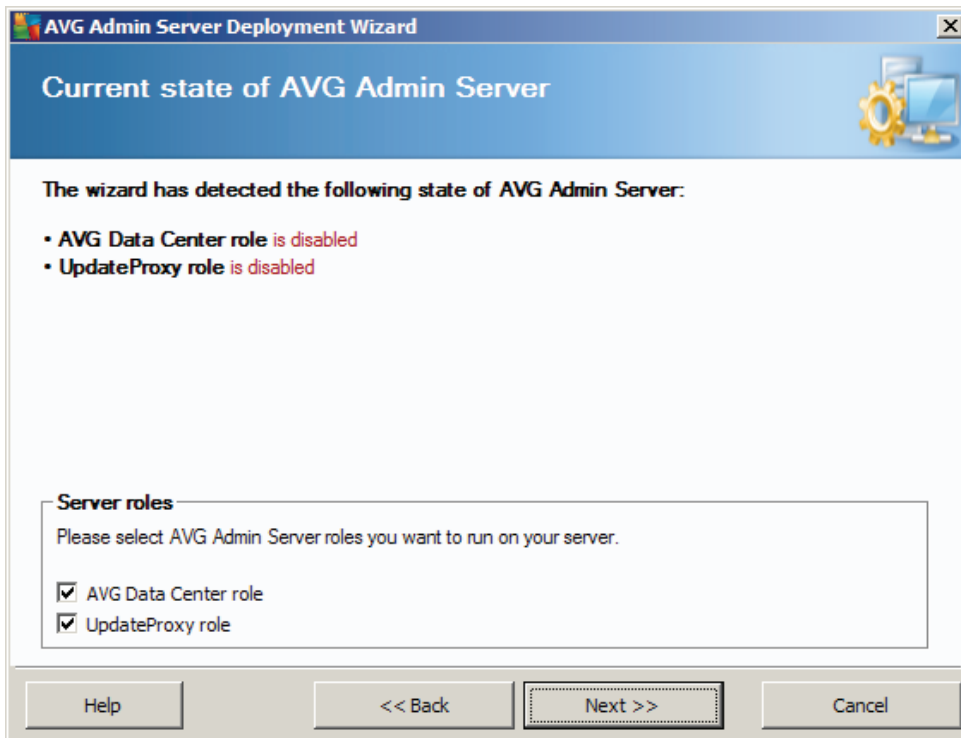 AVG Admin Server Deployment Wizard
Current state of AVG Admin Server
The wizard has detected the following state of AVG Admin Server:
• AVG Data Center role is disabled
• UpdateProxy role is disabled
Server roles
Please select AVG Admin Server roles you want to run on your server.
AVG Data Center role
UpdateProxy role
Help
<< Back
Next >>
Cancel